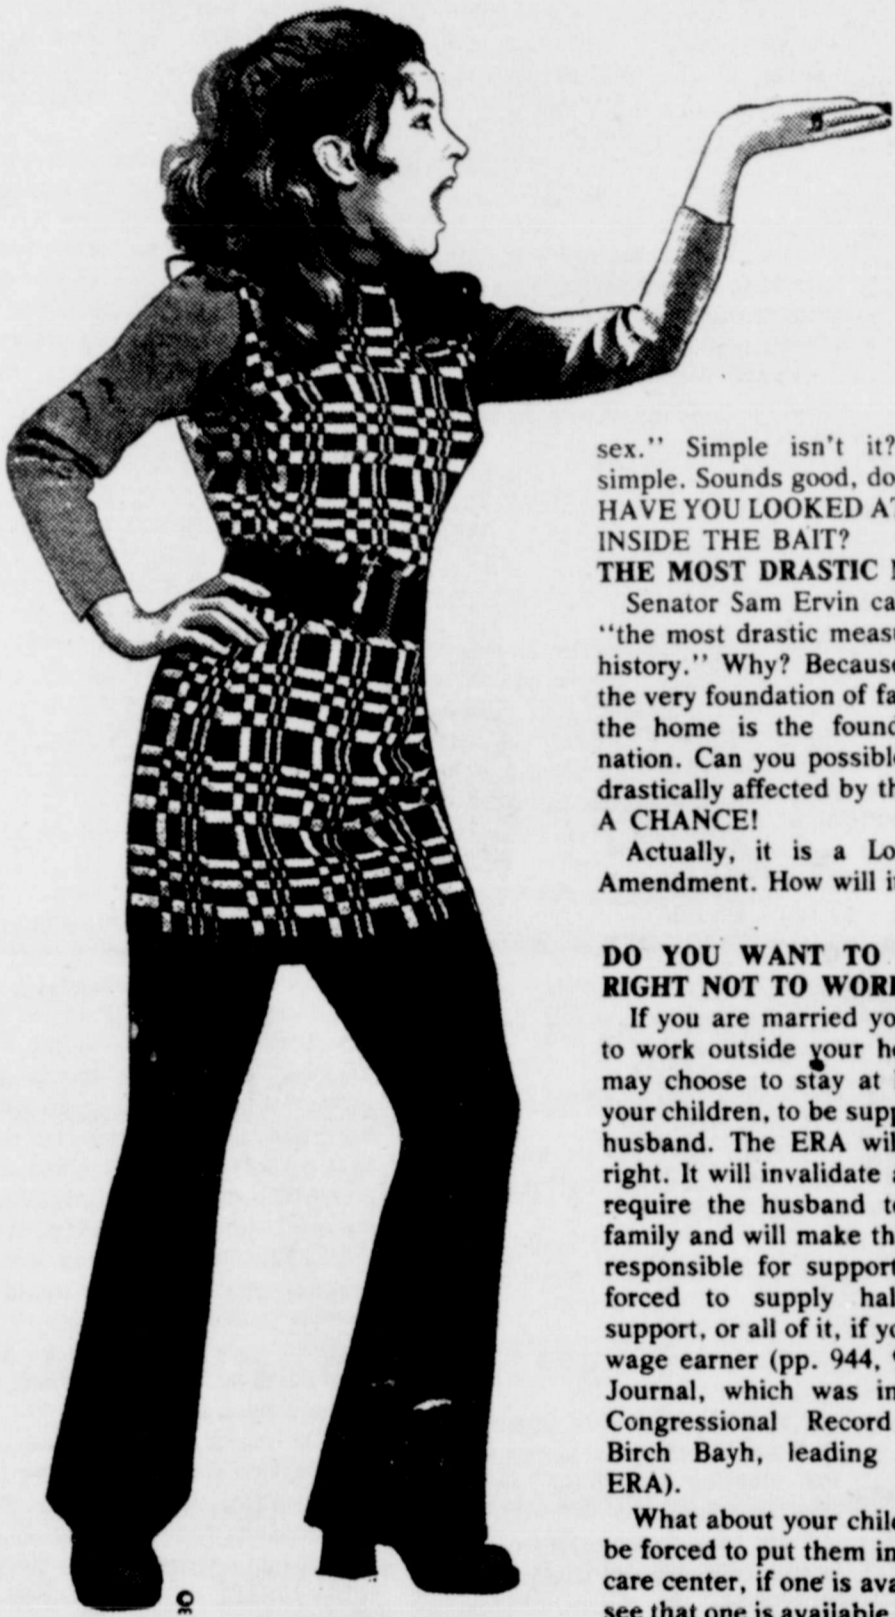 sex." Simple isn't it?
simple. Sounds good, do
HAVE YOU LOOKED AT
INSIDE THE BAIT?
THE MOST DRASTIC
Senator Sam Ervin ca
"the most drastic meas
history." Why? Because
the very foundation of fa
the home is the found
nation. Can you possible
drastically affected by th
A CHANCE!
Actually, it is a Lo
Amendment. How will i
DO YOU WANT TO
RIGHT NOT TO WOR
If you are married yo
to work outside your h
may choose to stay at
your children, to be supp
husband. The ERA wil
right. It will invalidate a
require the husband t
family and will make th
responsible for support
forced to supply hal
support, or all of it, if yo
wage earner (pp. 944,
Journal, which was in
Congressional Record
Birch Bayh, leading
ERA).
What about your chil
be forced to put them in
care center, if one is ava
see that one is available